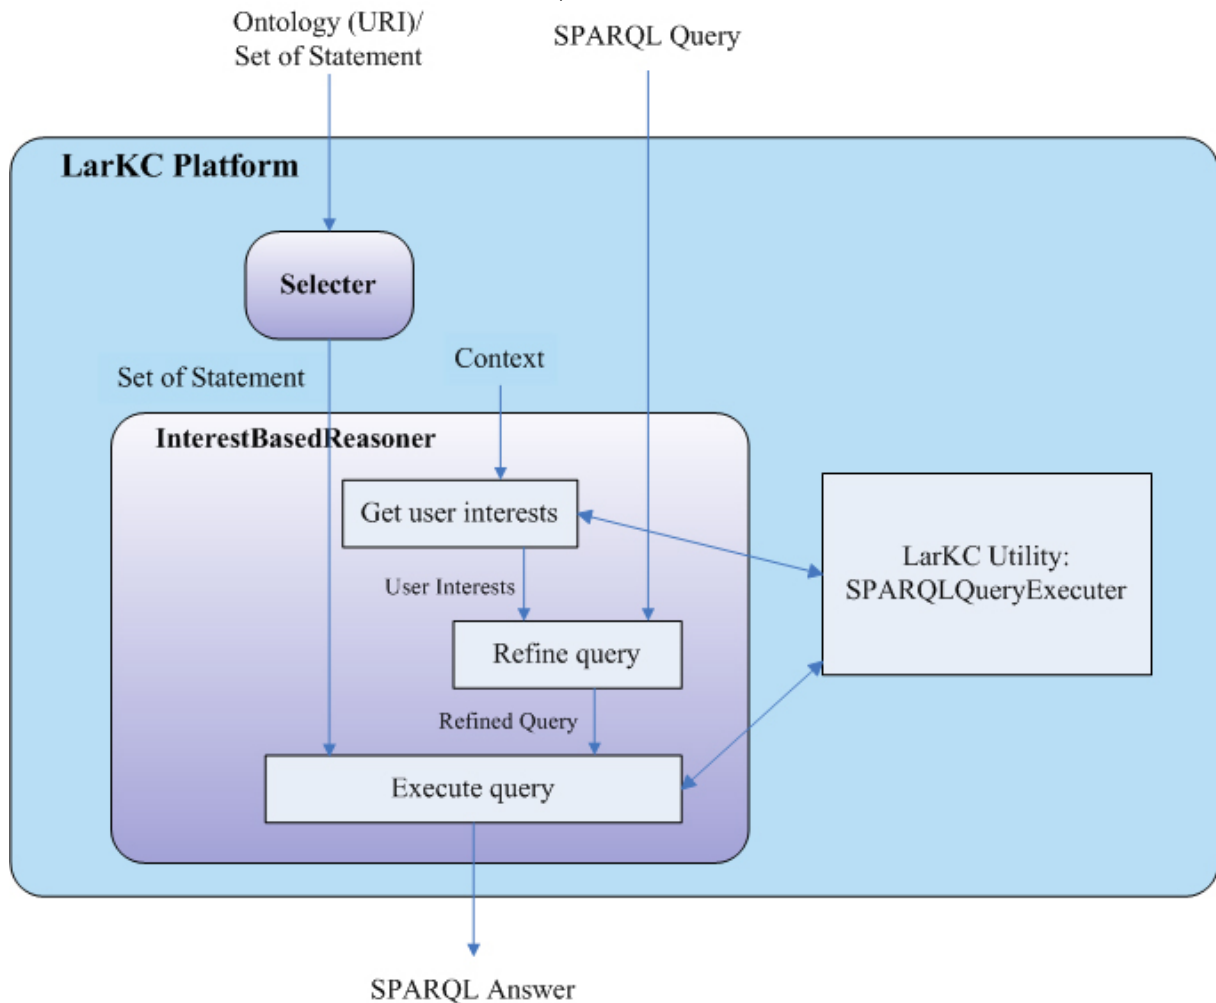 Ontology (URI)/
Set of Statement
SPARQL Query
LarKC Platform
Selecter
Set of Statement
Context
InterestBasedReasoner
Get user interests
User Interests
LarKC Utility:
SPARQLQueryExecuter
Refine query
Refined Query
Execute query
SPARQL Answer